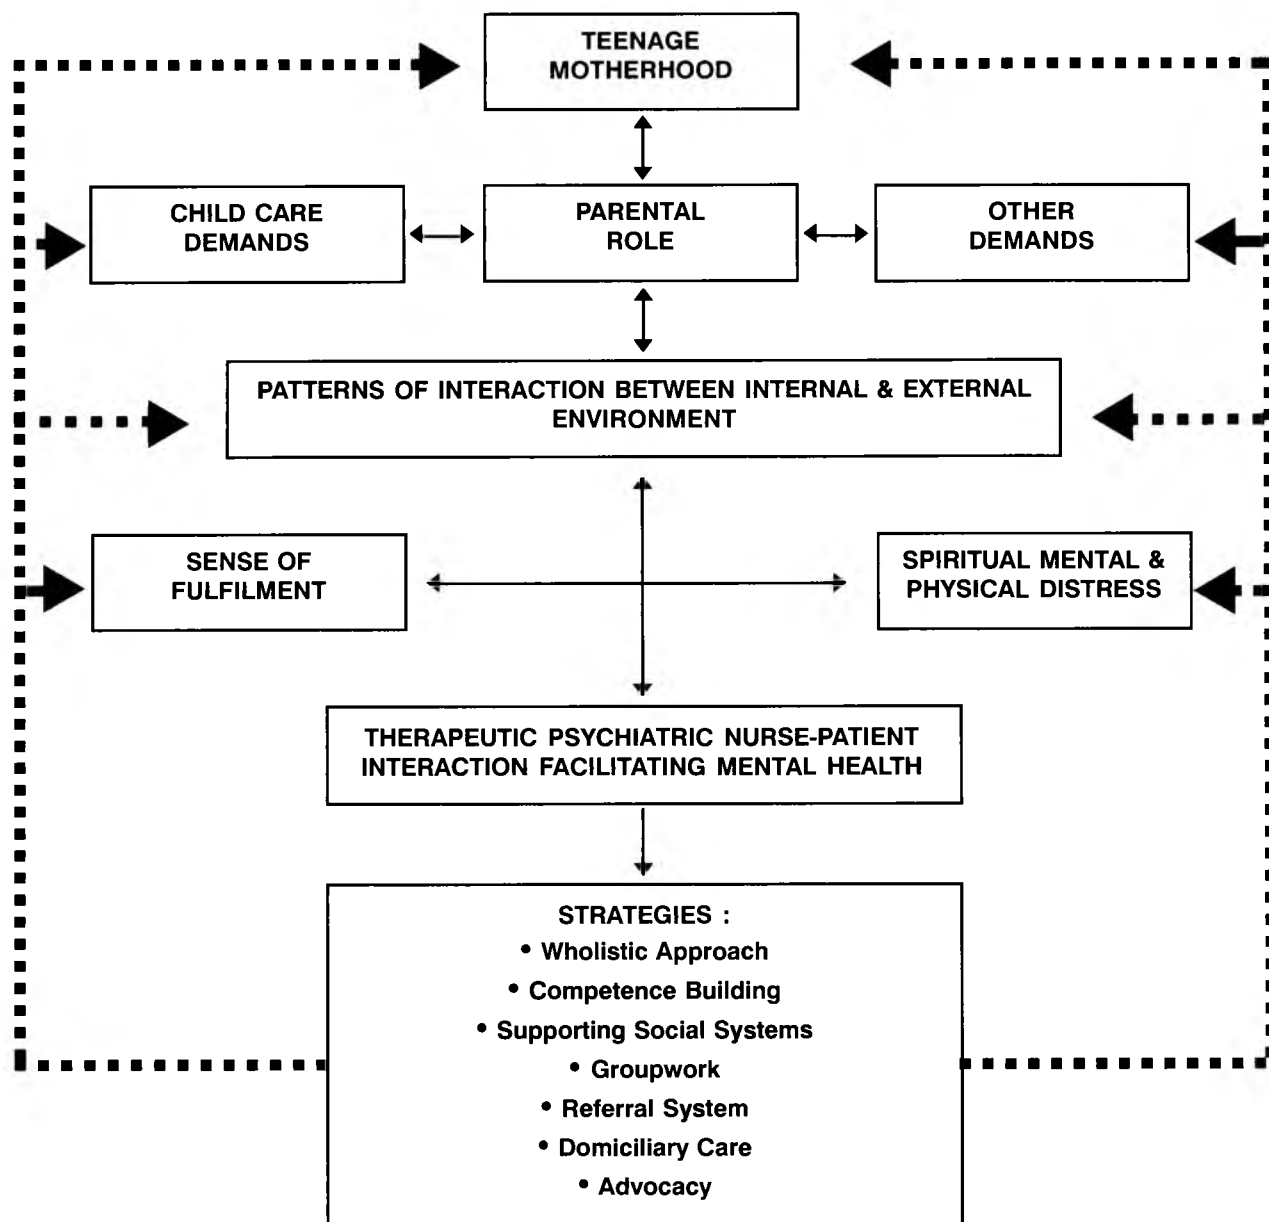 TEENAGE
MOTHERHOOD
CHILD CARE
DEMANDS
PARENTAL
ROLE
OTHER
DEMANDS
PATTERNS OF INTERACTION BETWEEN INTERNAL & EXTERNAL
ENVIRONMENT
SENSE OF
FULFILMENT
SPIRITUAL MENTAL &
PHYSICAL DISTRESS
THERAPEUTIC PSYCHIATRIC NURSE-PATIENT
INTERACTION FACILITATING MENTAL HEALTH
STRATEGIES :
• Wholistic Approach
• Competence Building
• Supporting Social Systems
• Groupwork
• Referral System
• Domiciliary Care
• Advocacy